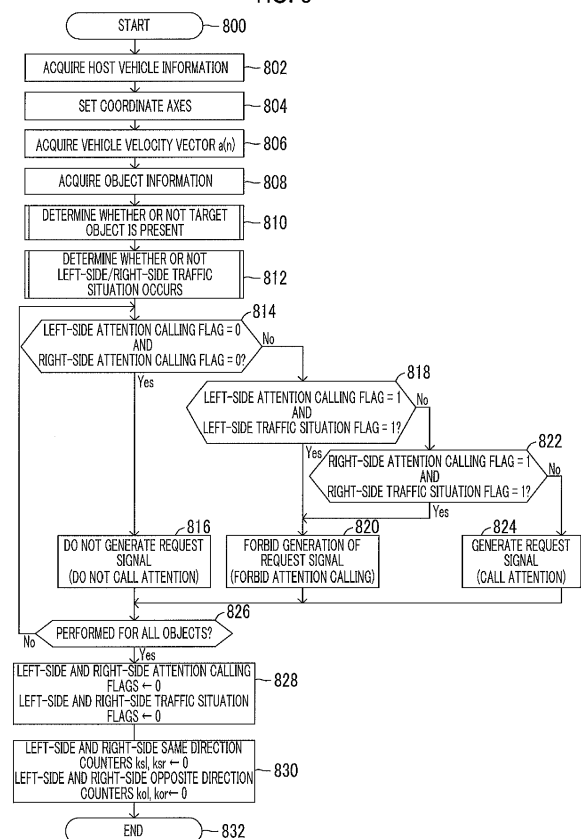 START
800
ACQUIRE HOST VEHICLE INFORMATION
802
SET COORDINATE AXES
804
ACQUIRE VEHICLE VELOCITY VECTOR a(n)
806
ACQUIRE OBJECT INFORMATION
808
DETERMINE WHETHER OR NOT TARGET
OBJECT IS PRESENT
810
DETERMINE WHETHER OR NOT
LEFT-SIDE/RIGHT-SIDE TRAFFIC
SITUATION OCCURS
812
814
LEFT-SIDE ATTENTION CALLING FLAG = 0
AND
RIGHT-SIDE ATTENTION CALLING FLAG = 0?
No
Yes
818
LEFT-SIDE ATTENTION CALLING FLAG = 1
AND
LEFT-SIDE TRAFFIC SITUATION FLAG = 1?
No
Yes
822
RIGHT-SIDE ATTENTION CALLING FLAG = 1
AND
RIGHT-SIDE TRAFFIC SITUATION FLAG = 1?
No
Yes
816
DO NOT GENERATE REQUEST
SIGNAL
(DO NOT CALL ATTENTION)
820
FORBID GENERATION OF
REQUEST SIGNAL
(FORBID ATTENTION CALLING)
824
GENERATE REQUEST
SIGNAL
(CALL ATTENTION)
826
PERFORMED FOR ALL OBJECTS?
No
Yes
LEFT-SIDE AND RIGHT-SIDE ATTENTION CALLING
FLAGS ← 0
LEFT-SIDE AND RIGHT-SIDE TRAFFIC SITUATION
FLAGS ← 0
828
LEFT-SIDE AND RIGHT-SIDE SAME DIRECTION
COUNTERS ksl, ksr ← 0
LEFT-SIDE AND RIGHT-SIDE OPPOSITE DIRECTION
COUNTERS kol, kor ← 0
830
END
832